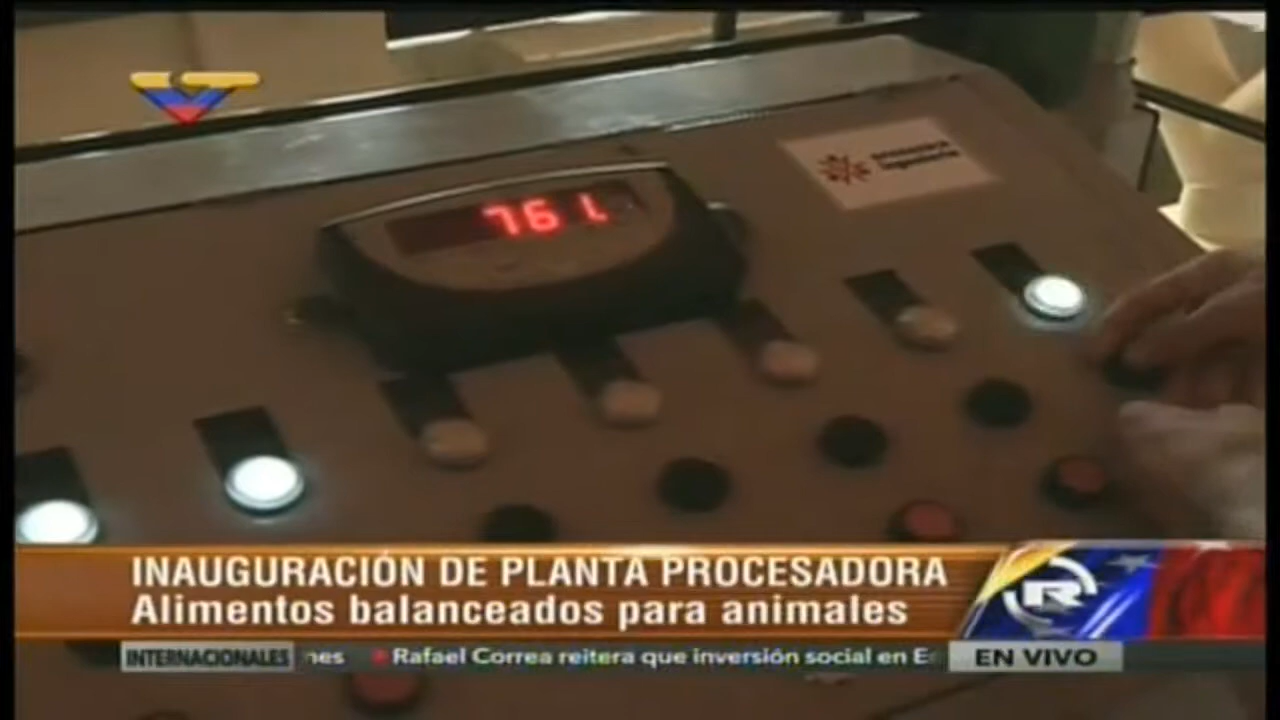 761
INAUGURACIÓN DE PLANTA PROCESADORA
Alimentos balanceados para animales
R
INTERNACIONALES nes Rafael Correa reitera que inversión social en E EN VIVO